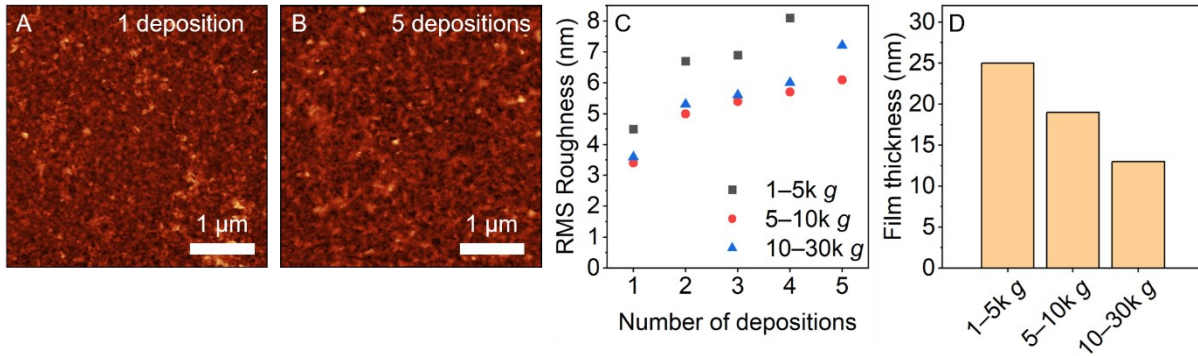 A
1 deposition
1 µm
B
5 depositions
1 µm
C
RMS Roughness (nm)
8
7
6
5
4
3
2
1
0
1–5k g
5–10k g
10–30k g
1
2
3
4
5
Number of depositions
D
Film thickness (nm)
30
25
20
15
10
5
0
1–5k g
5–10k g
10–30k g